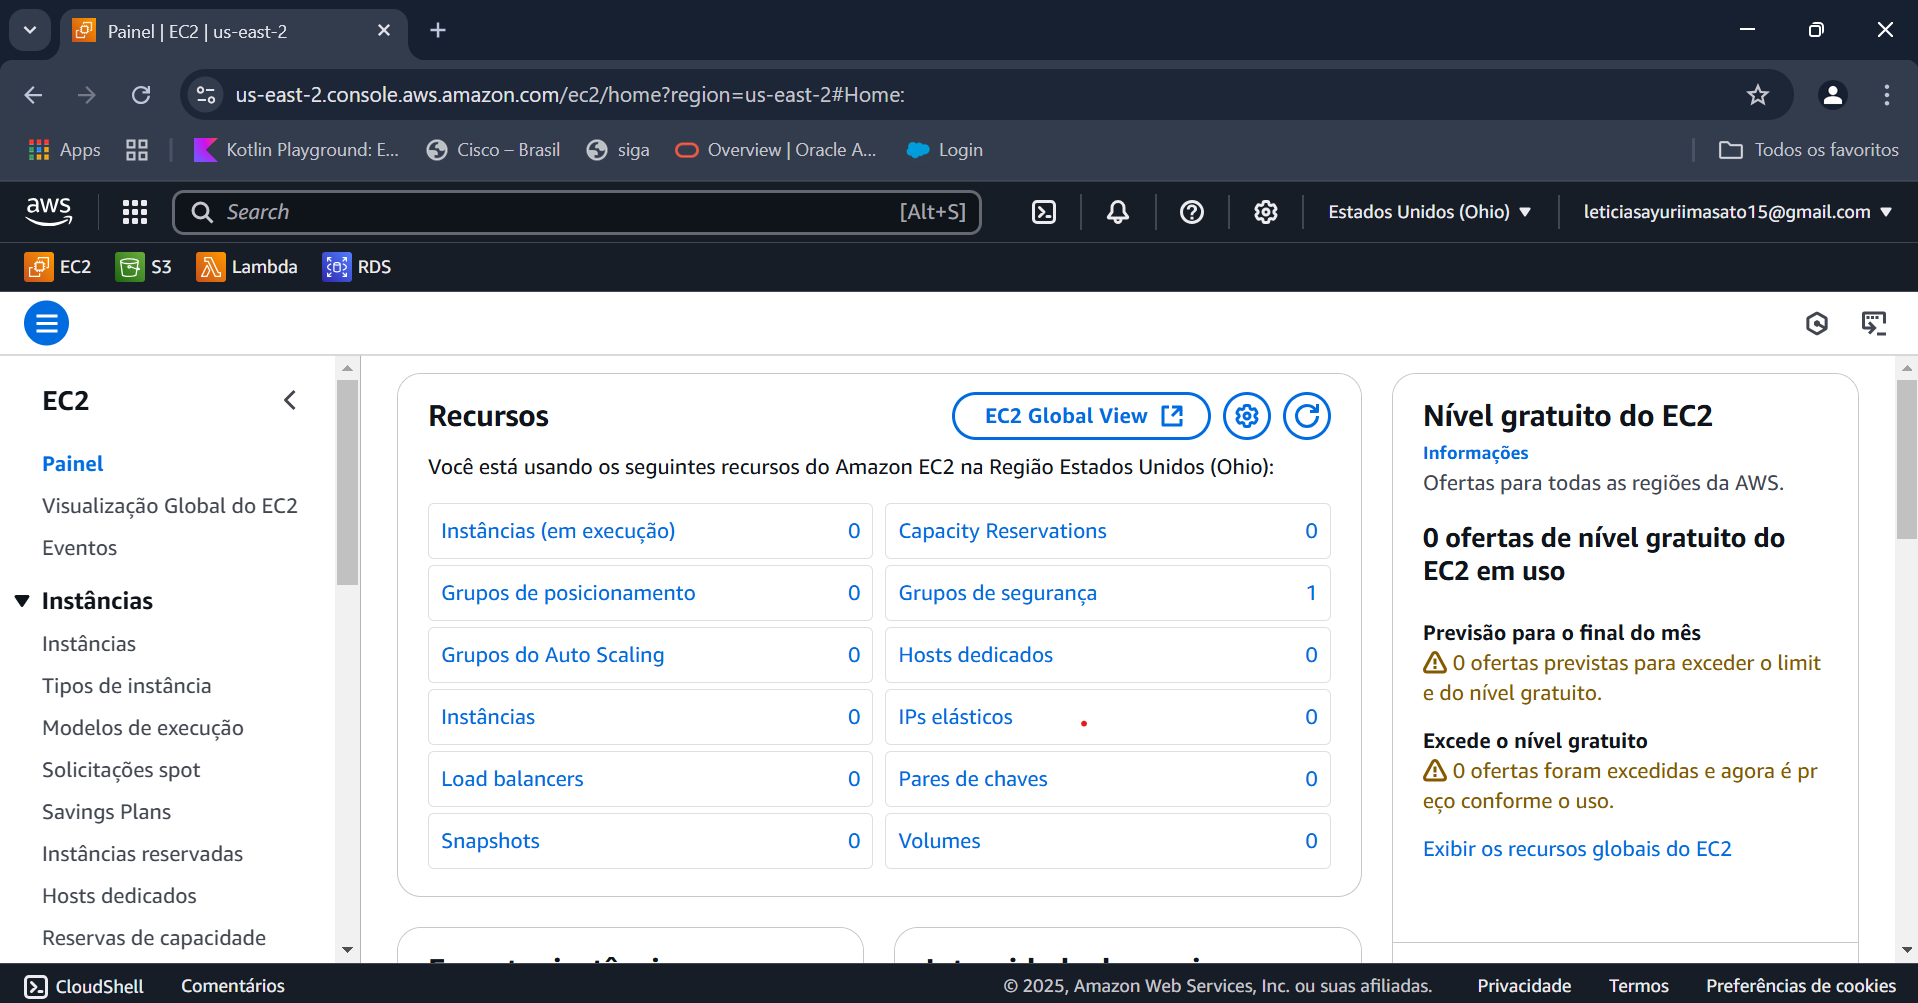 Painel | EC2 | us-east-2
us-east-2.console.aws.amazon.com/ec2/home?region=us-east-2#Home:
Apps
Kotlin Playground: E...
Cisco – Brasil
siga
Overview | Oracle A...
Login
Todos os favoritos
aws
Search
[Alt+S]
Estados Unidos (Ohio)
leticiasayuriimasato15@gmail.com
EC2
S3
Lambda
RDS
EC2
Painel
Visualização Global do EC2
Eventos
Instâncias
Instâncias
Tipos de instância
Modelos de execução
Solicitações spot
Savings Plans
Instâncias reservadas
Hosts dedicados
Reservas de capacidade
Recursos
EC2 Global View
Você está usando os seguintes recursos do Amazon EC2 na Região Estados Unidos (Ohio):
Instâncias (em execução) 0
Capacity Reservations 0
Grupos de posicionamento 0
Grupos de segurança 1
Grupos do Auto Scaling 0
Hosts dedicados 0
Instâncias 0
IPs elásticos 0
Load balancers 0
Pares de chaves 0
Snapshots 0
Volumes 0
Nível gratuito do EC2
Informações
Ofertas para todas as regiões da AWS.
0 ofertas de nível gratuito do
EC2 em uso
Previsão para o final do mês
0 ofertas previstas para exceder o limit
e do nível gratuito.
Excede o nível gratuito
0 ofertas foram excedidas e agora é pr
eço conforme o uso.
Exibir os recursos globais do EC2
CloudShell
Comentários
© 2025, Amazon Web Services, Inc. ou suas afiliadas.
Privacidade
Termos
Preferências de cookies